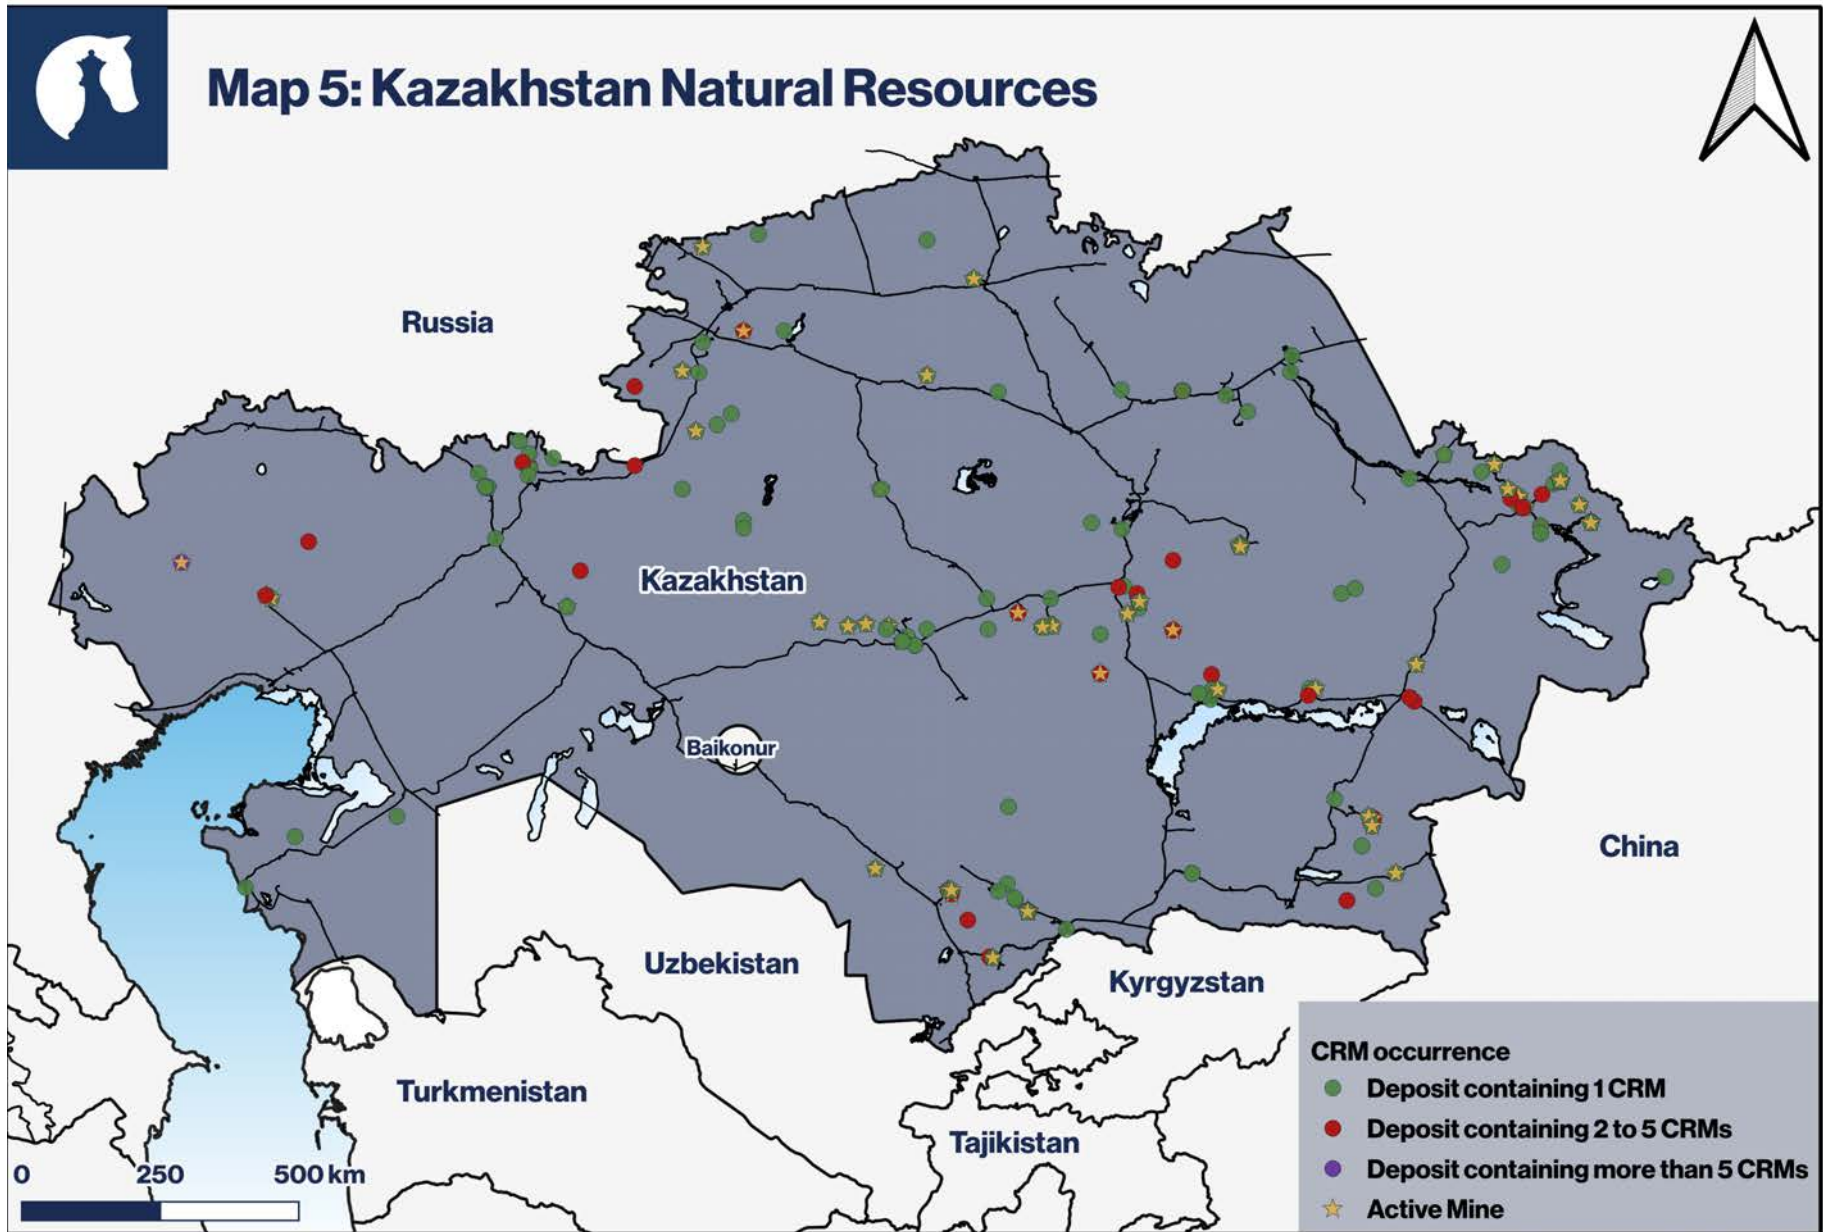 Map 5: Kazakhstan Natural Resources
Russia
Kazakhstan
Baikonur
China
Uzbekistan
Kyrgyzstan
Turkmenistan
Tajikistan
0 250 500 km
CRM occurrence
Deposit containing 1 CRM
Deposit containing 2 to 5 CRMs
Deposit containing more than 5 CRMs
Active Mine